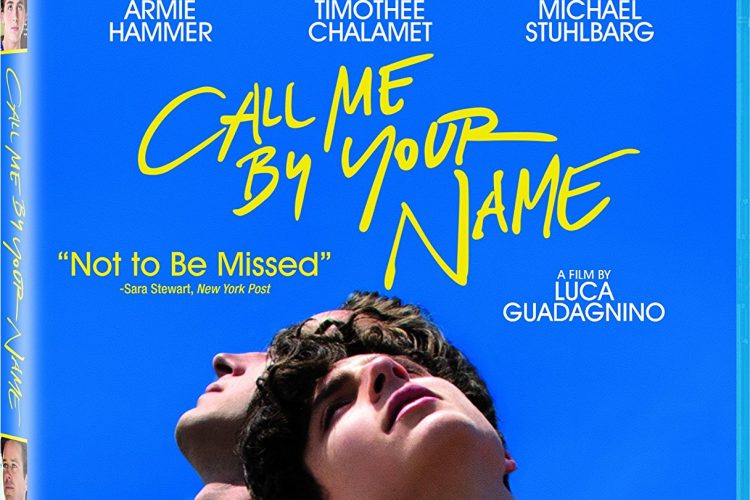 ARMIE
HAMMER
TIMOTHÉE
CHALAMET
MICHAEL
STUHLBARG
CALL ME
BY YOUR
NAME
“Not to Be Missed”
-Sara Stewart, New York Post
A FILM BY
LUCA
GUADAGNINO
CALL ME BY YOUR NAME